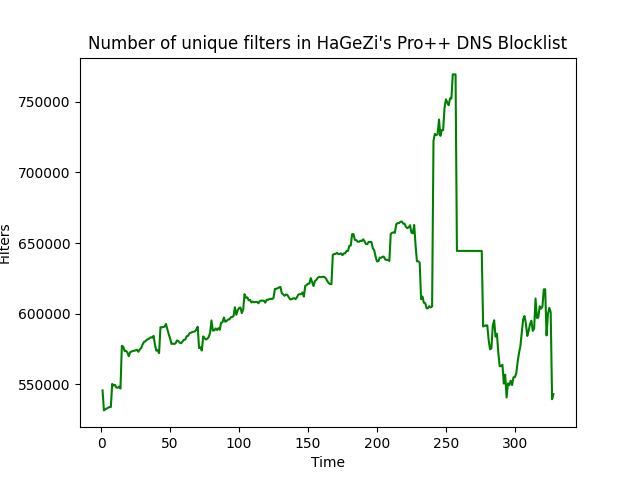 Number of unique filters in HaGeZi's Pro++ DNS Blocklist
750000
700000
650000
600000
550000
Filters
0 50 100 150 200 250 300
Time